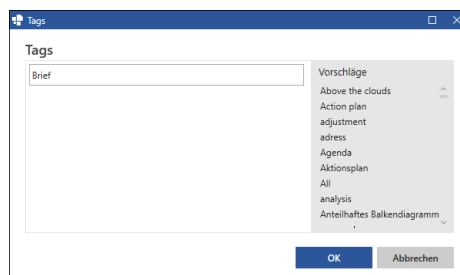 Tags
Tags
Brief
Vorschläge
Above the clouds
Action plan
adjustment
adress
Agenda
Aktionsplan
All
analysis
Anteilhaftes Balkendiagramm
OK
Abbrechen